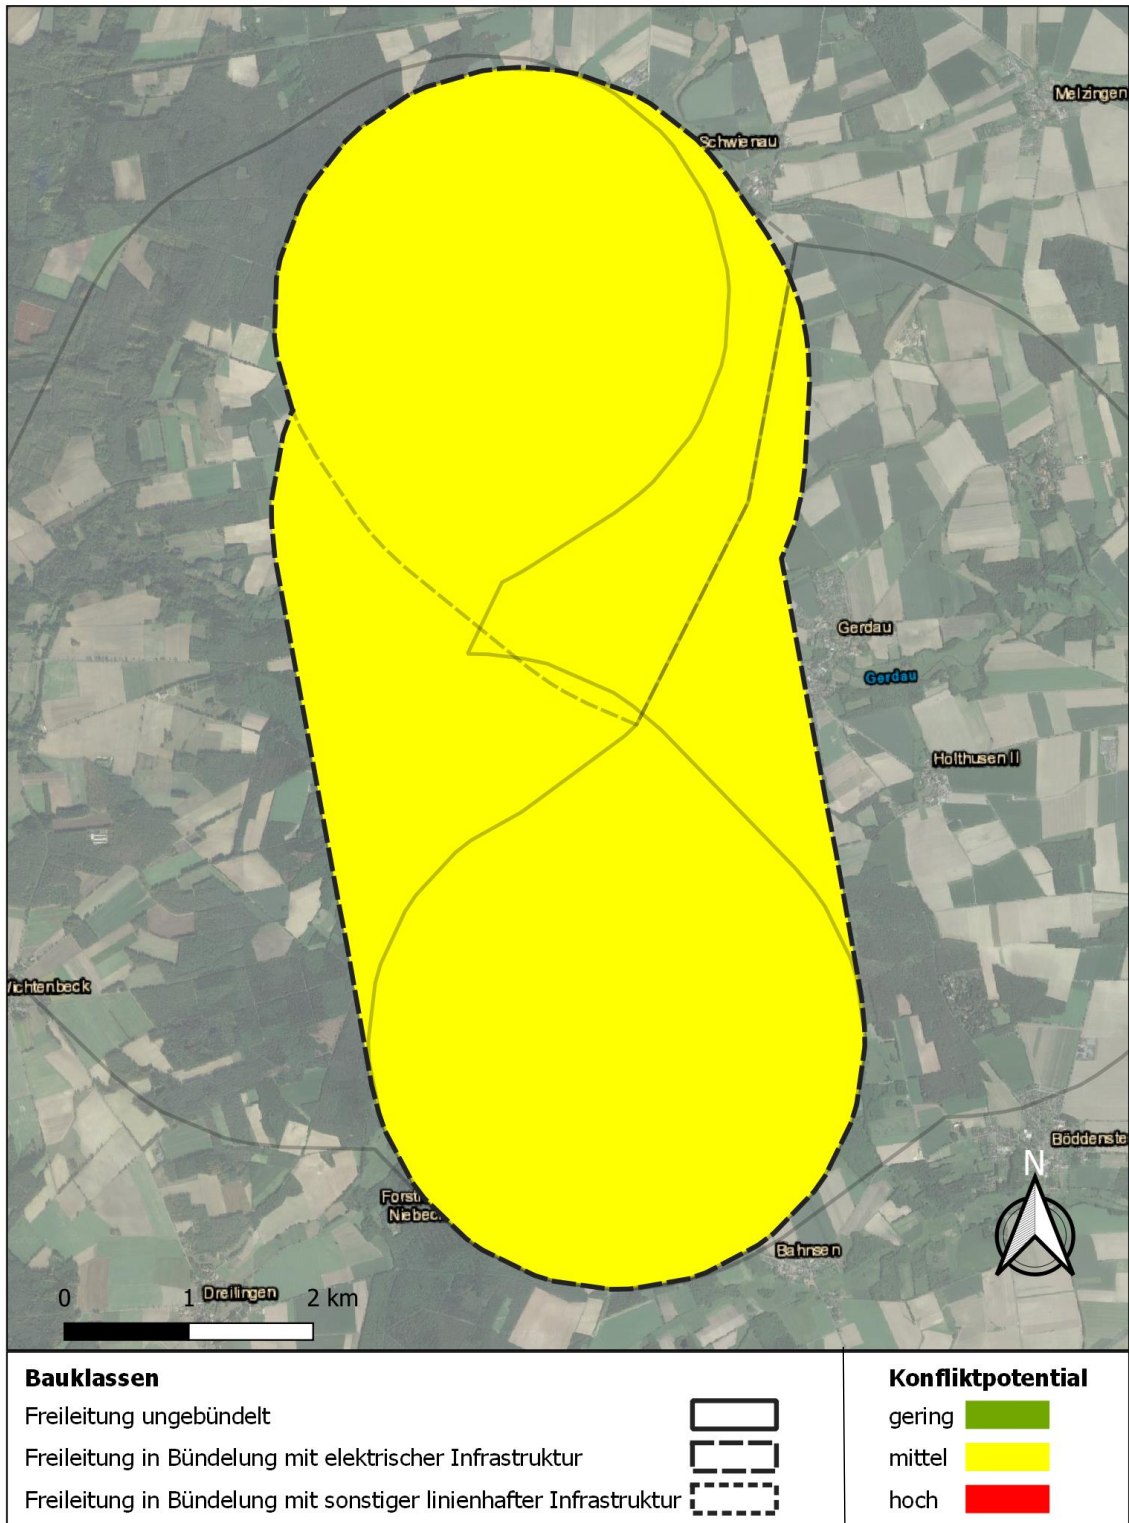 Melzingen
Schwienau
Gerdau
Gerdau
Holthusen II
Wichtenbeck
Böddenste
N
Forst
Niebec
Bahnsen
Dreilingen
0 1 2 km
Bauklassen
Freileitung ungebündelt
Freileitung in Bündelung mit elektrischer Infrastruktur
Freileitung in Bündelung mit sonstiger linienhafter Infrastruktur
Konfliktpotential
gering
mittel
hoch